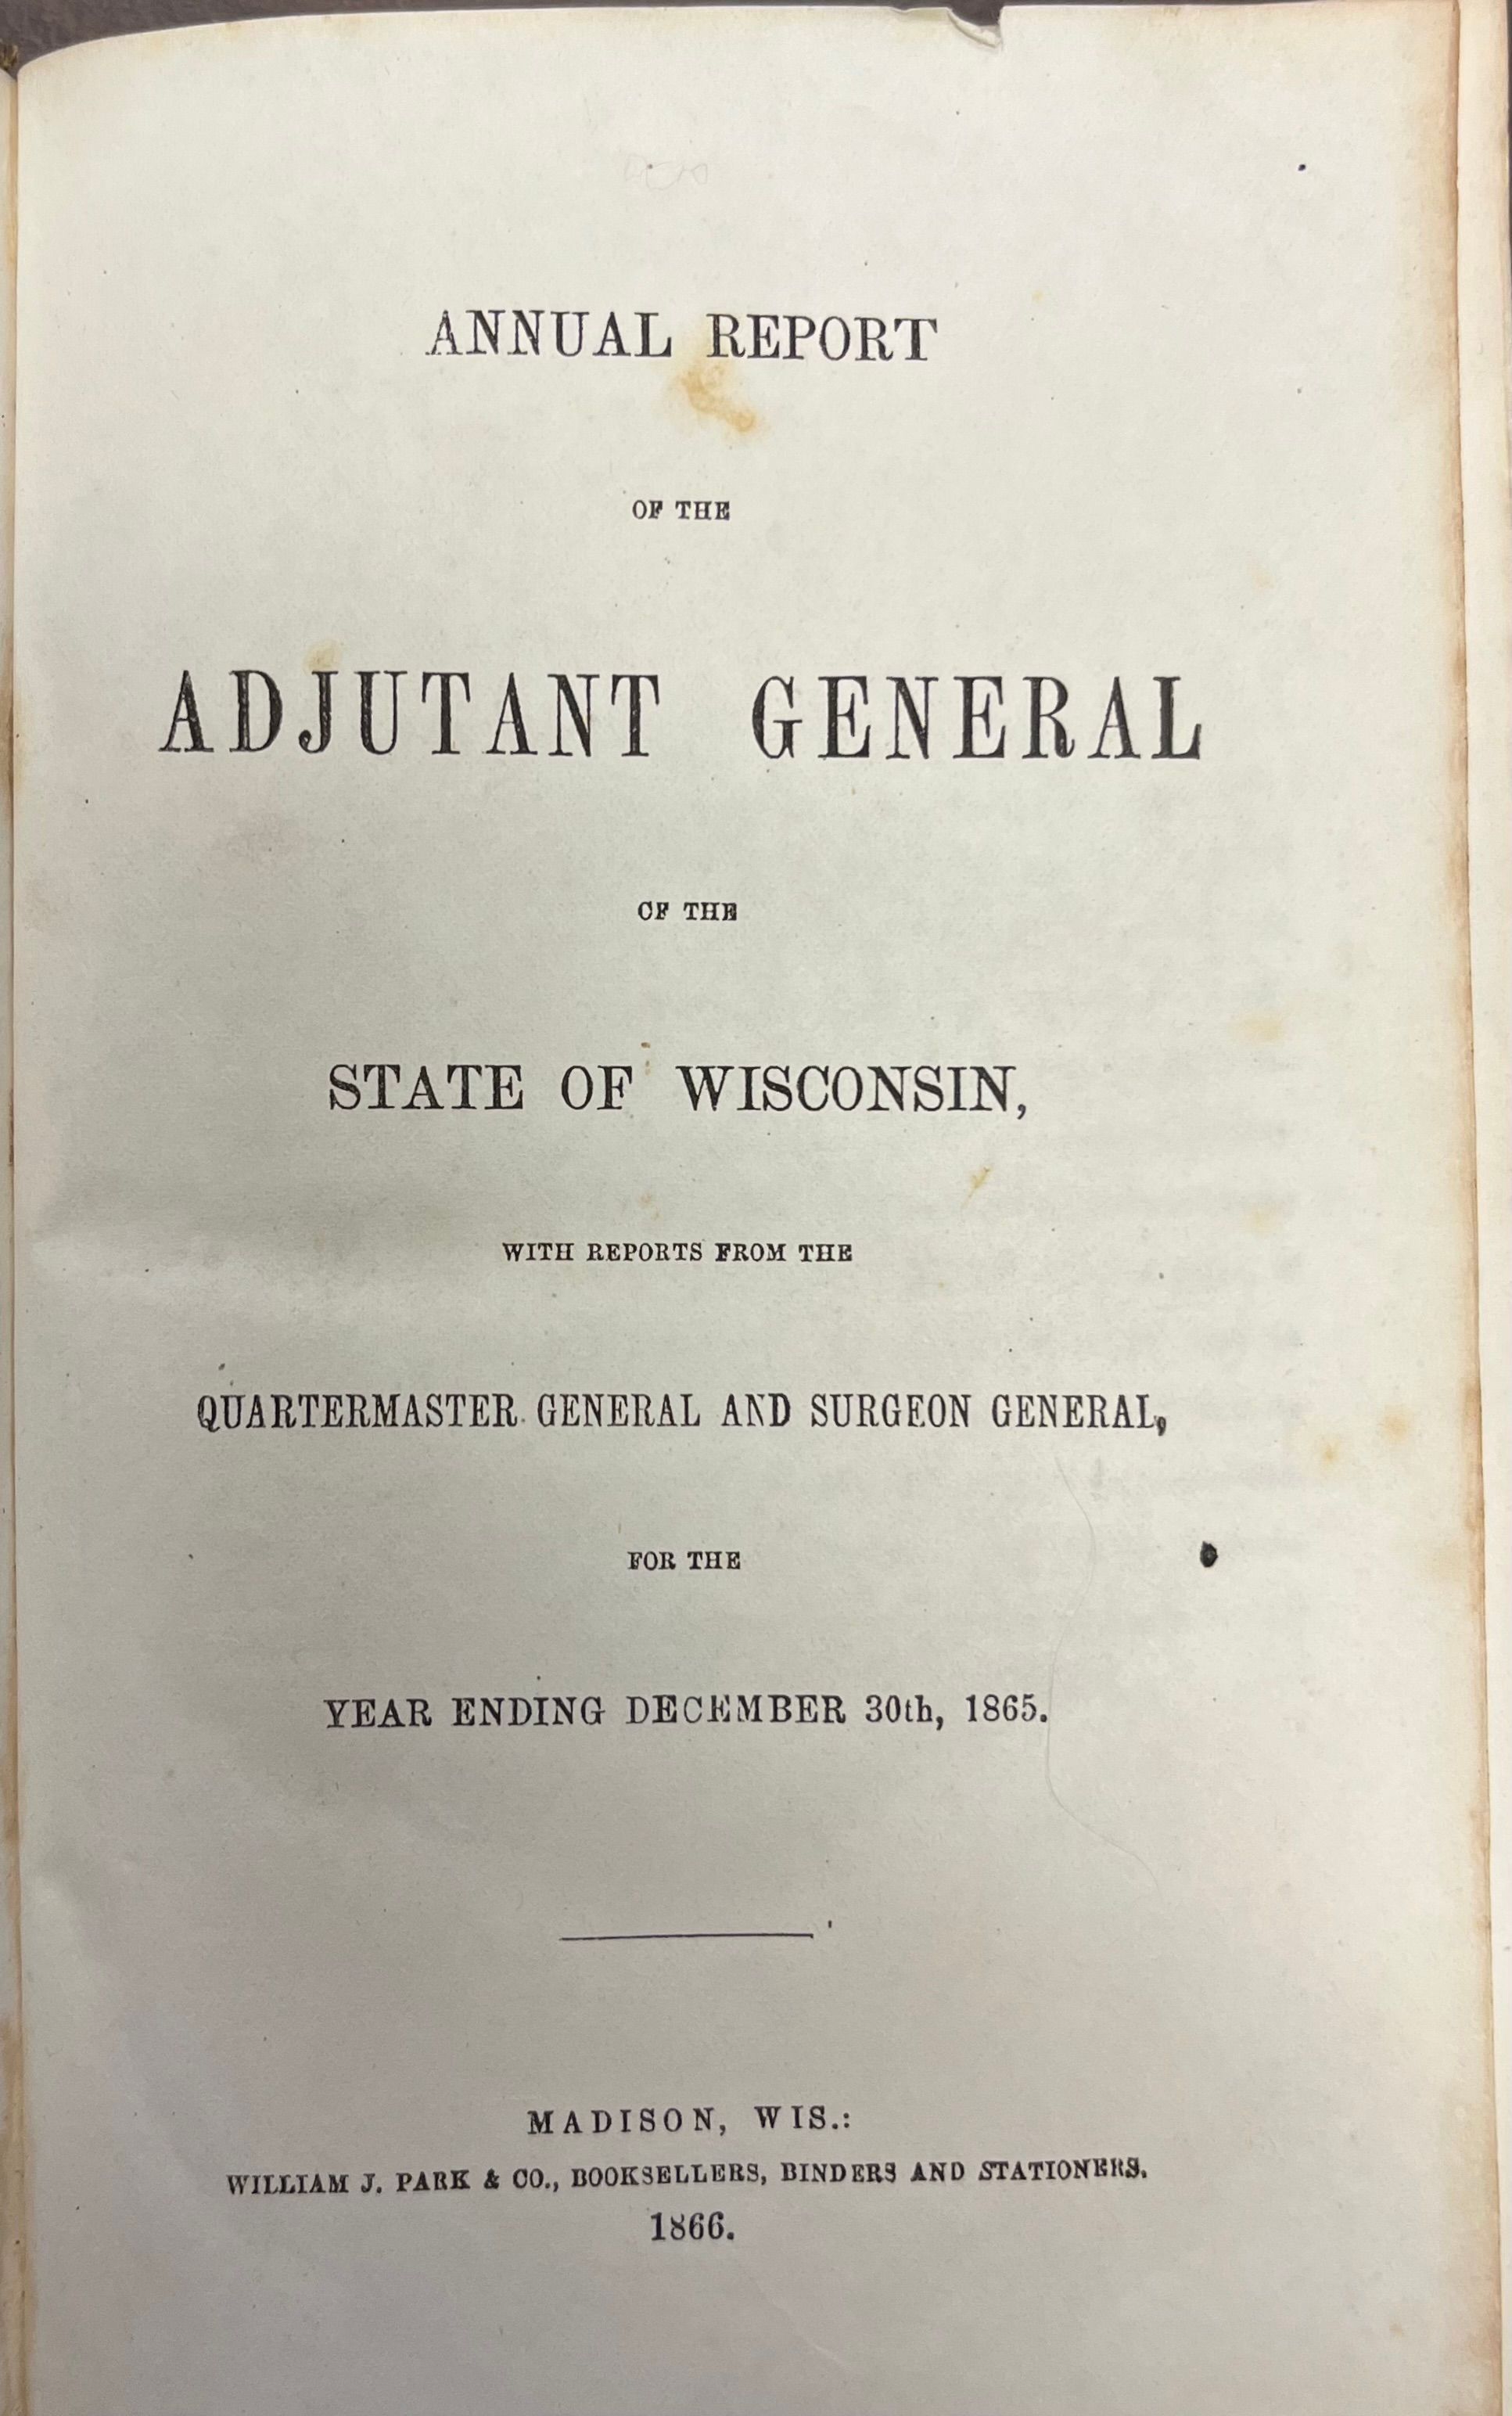 ANNUAL REPORT
OF THE
ADJUTANT GENERAL
OF THE
STATE OF WISCONSIN,
WITH REPORTS FROM THE
QUARTERMASTER GENERAL AND SURGEON GENERAL,
FOR THE
YEAR ENDING DECEMBER 30th, 1865.
MADISON, WIS.:
WILLIAM J. PARK & CO., BOOKSELLERS, BINDERS AND STATIONERS.
1866.